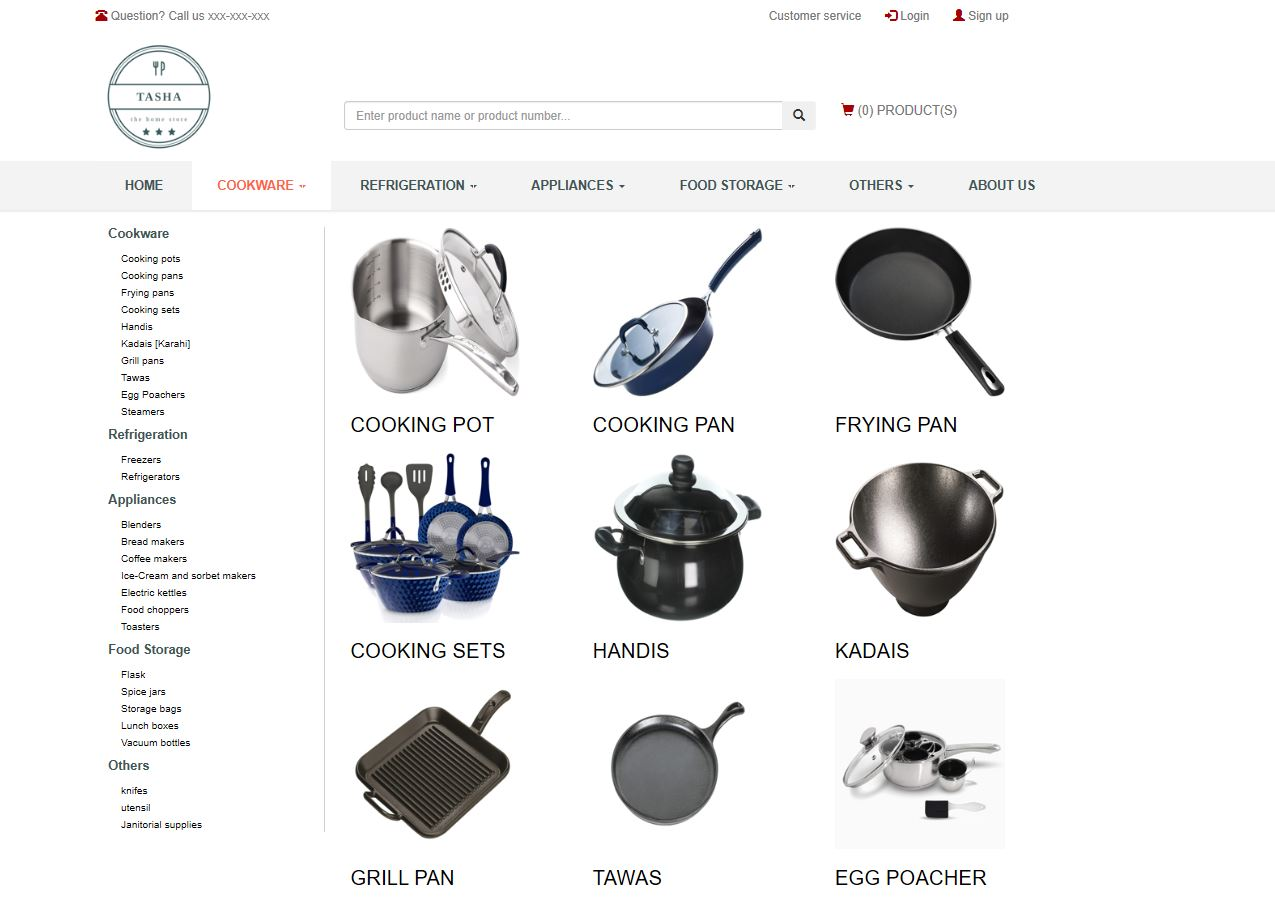 Question? Call us xxx-xxx-xxx
Customer service Login Sign up
TASHA
the home store
Enter product name or product number...
(0) PRODUCT(S)
HOME COOKWARE REFRIGERATION APPLIANCES FOOD STORAGE OTHERS ABOUT US
Cookware
Cooking pots
Cooking pans
Frying pans
Cooking sets
Handis
Kadais [Karahi]
Grill pans
Tawas
Egg Poachers
Steamers
Refrigeration
Freezers
Refrigerators
Appliances
Blenders
Bread makers
Coffee makers
Ice-Cream and sorbet makers
Electric kettles
Food choppers
Toasters
Food Storage
Flask
Spice jars
Storage bags
Lunch boxes
Vacuum bottles
Others
knifes
utensil
Janitorial supplies
COOKING POT
COOKING PAN
FRYING PAN
COOKING SETS
HANDIS
KADAIS
GRILL PAN
TAWAS
EGG POACHER